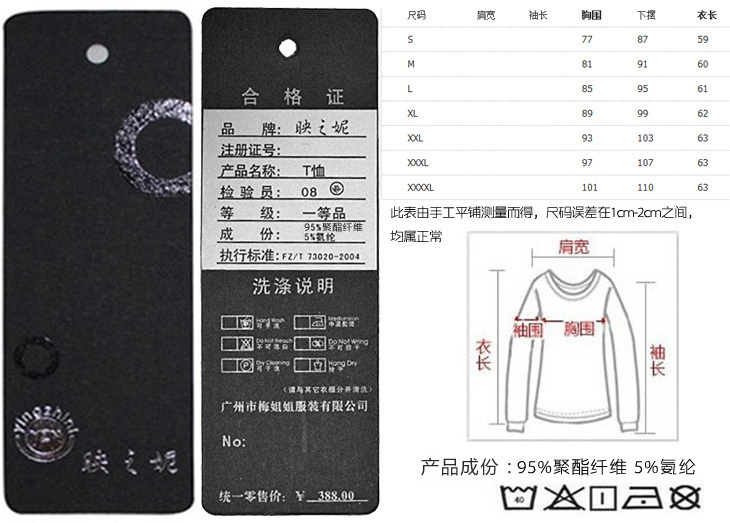 yingzhini
映之妮
合格证
品 牌: 映之妮
注册证号:
产品名称: T恤
检 验 员: 08
等 级: 一等品
成 份: 95%聚酯纤维
5%氨纶
执行标准: FZ/T 73020-2004
洗涤说明
Hand Wash
可手洗
中温熨烫
Do Not Bleach
不可漂白
Do Not Wring
不可拧干
Dry Cleaning
可干洗
Hang Dry
挂干
(请与其它衣植分开清洗)
广州市梅姐姐服装有限公司
No:
统一零售价: ¥ 388.00
尺码 肩宽 袖长 胸围 下摆 衣长
S 77 87 59
M 81 91 60
L 85 95 61
XL 89 99 62
XXL 93 103 63
XXXL 97 107 63
XXXXL 101 110 63
此表由手工平铺测量而得，尺码误差在1cm-2cm之间，
均属正常
肩宽
袖围 胸围
衣长
袖长
产品成份 : 95%聚酯纤维 5%氨纶
40